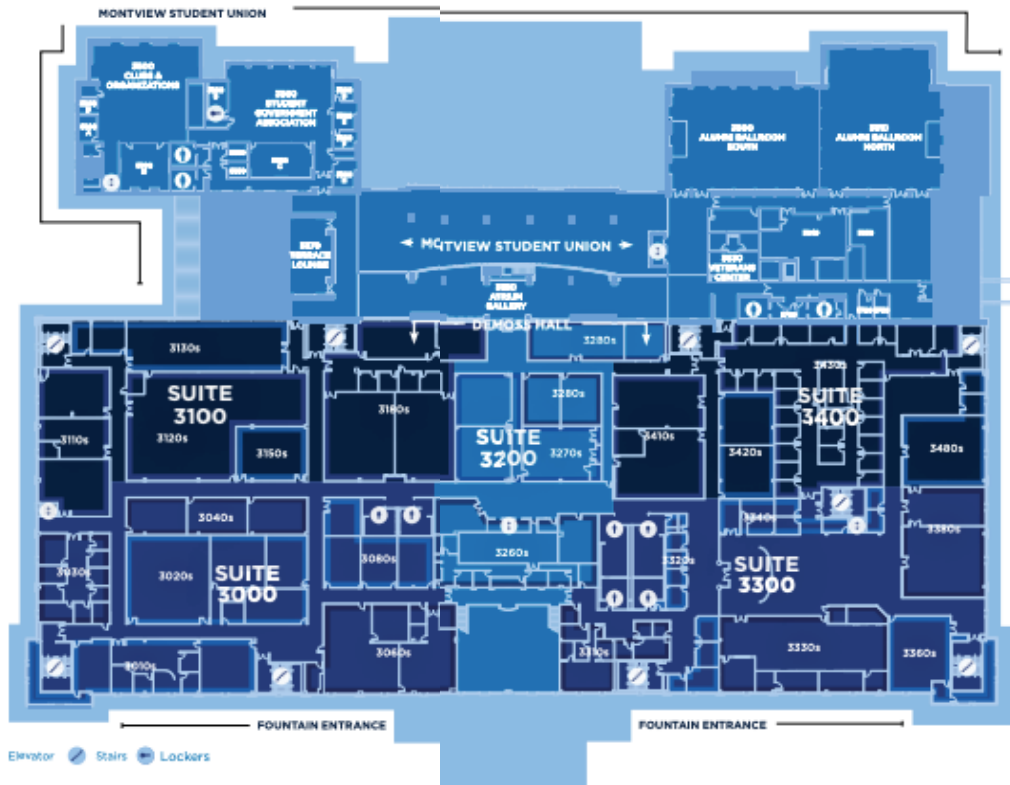 MONTVIEW STUDENT UNION
CLUBS &
ORGANIZATIONS
STUDENT
GOVERNMENT
ASSOCIATION
ALUMNI BALLROOM
SOUTH
ALUMNI BALLROOM
NORTH
MONTVIEW STUDENT UNION
TERRACE
LOUNGE
VETERANS
CENTER
ATRIUM
GALLERY
DEMOSS HALL
3130s
3280s
3430s
SUITE
3100
3180s
3280s
SUITE
3400
3110s
3120s
3150s
SUITE
3200
3270s
3410s
3420s
3480s
3040s
3340s
3380s
3030s
3020s
SUITE
3000
3080s
3260s
3320s
SUITE
3300
3010s
3060s
3310s
3330s
3360s
FOUNTAIN ENTRANCE
FOUNTAIN ENTRANCE
Elevator Stairs Lockers